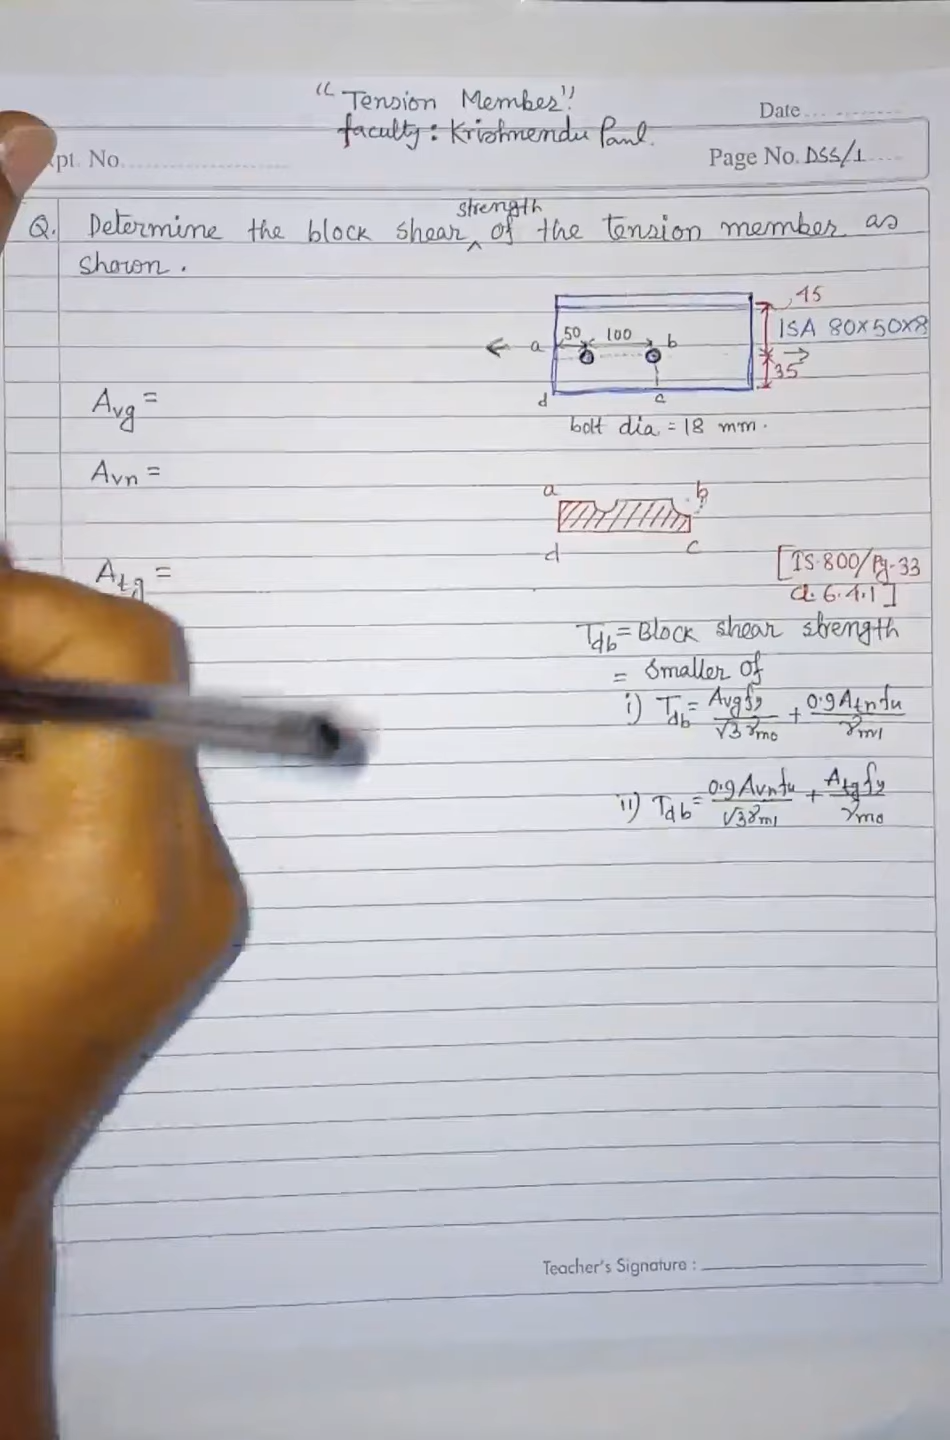 "Tension Member"
faculty: Krishnendu Paul.
Date
pt. No.
Page No. DSS/1
strength
Q. Determine the block shear ^ of the tension member as
shown.
45
50 100
ISA 80×50×8
a b
35
d c
bolt dia = 18 mm.
Avg =
Avn =
a b
d c
Atg =
[IS-800/Pg-33
Cl. 6.4.1]
Tdb = Block shear strength
= Smaller of
i) Tdb = Avg fy/√3 γm0 + 0.9 Atn fu/γm1
ii) Tdb = 0.9 Avn fu/√3 γm1 + Atg fy/γm0
Teacher's Signature :